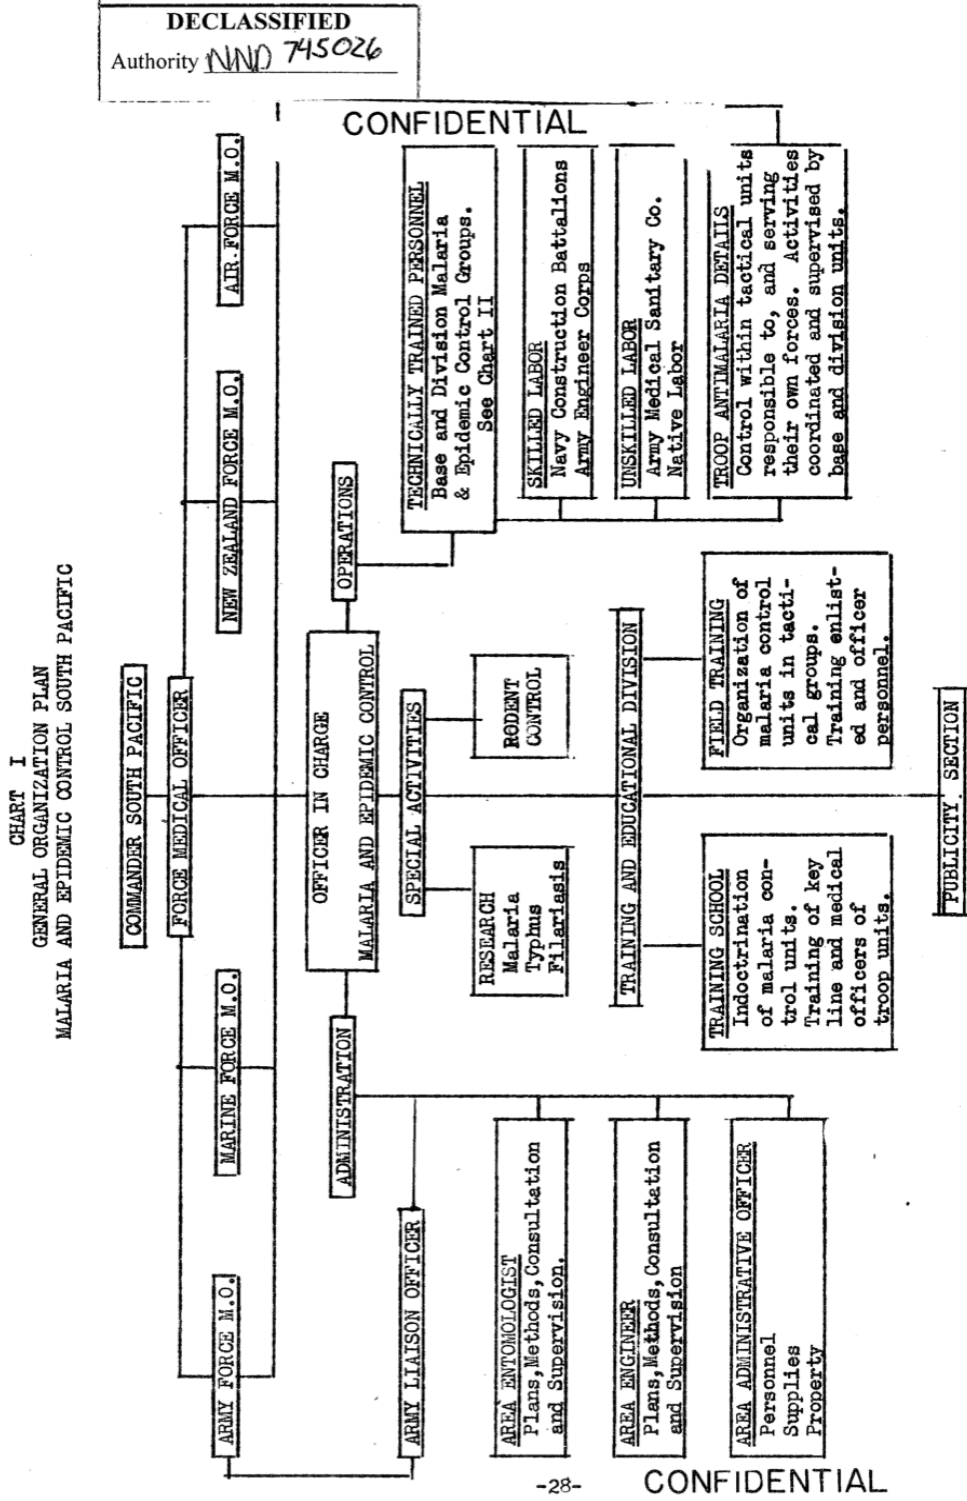 DECLASSIFIED
Authority NND 745026
CONFIDENTIAL
CHART I
GENERAL ORGANIZATION PLAN
MALARIA AND EPIDEMIC CONTROL SOUTH PACIFIC
COMMANDER SOUTH PACIFIC
FORCE MEDICAL OFFICER
ARMY FORCE M.O.
MARINE FORCE M.O.
NEW ZEALAND FORCE M.O.
AIR FORCE M.O.
OFFICER IN CHARGE
MALARIA AND EPIDEMIC CONTROL
ADMINISTRATION
OPERATIONS
ARMY LIAISON OFFICER
AREA ENTOMOLOGIST
Plans,Methods,Consultation
and Supervision.
AREA ENGINEER
Plans,Methods,Consultation
and Supervision
AREA ADMINISTRATIVE OFFICER
Personnel
Supplies
Property
SPECIAL ACTIVITIES
RESEARCH
Malaria
Typhus
Filariasis
RODENT
CONTROL
TRAINING AND EDUCATIONAL DIVISION
TRAINING SCHOOL
Indoctrination
of malaria con-
trol units.
Training of key
line and medical
officers of
troop units.
FIELD TRAINING
Organization of
malaria control
units in tacti-
cal groups.
Training enlist-
ed and officer
personnel.
PUBLICITY. SECTION
TECHNICALLY TRAINED PERSONNEL
Base and Division Malaria
& Epidemic Control Groups.
See Chart II
SKILLED LABOR
Navy Construction Battalions
Army Engineer Corps
UNSKILLED LABOR
Army Medical Sanitary Co.
Native Labor
TROOP ANTIMALARIA DETAILS
Control within tactical units
responsible to, and serving
their own forces. Activities
coordinated and supervised by
base and division units.
-28-
CONFIDENTIAL